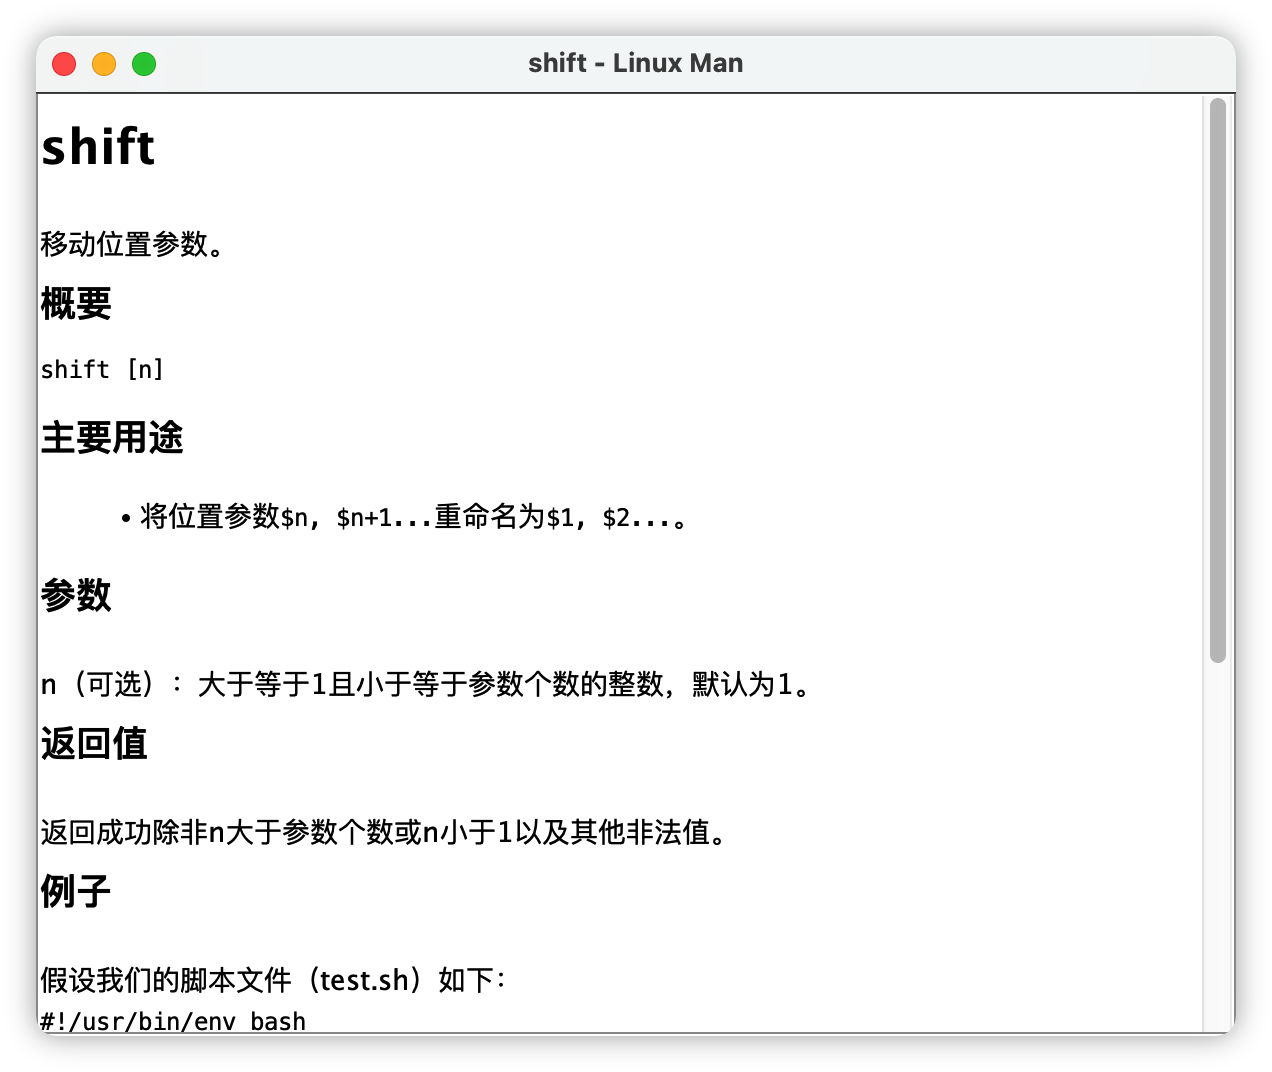 shift - Linux Man
shift
移动位置参数。
概要
shift [n]
主要用途
• 将位置参数$n, $n+1...重命名为$1, $2...。
参数
n（可选）：大于等于1且小于等于参数个数的整数，默认为1。
返回值
返回成功除非n大于参数个数或n小于1以及其他非法值。
例子
假设我们的脚本文件（test.sh）如下：
#!/usr/bin/env bash